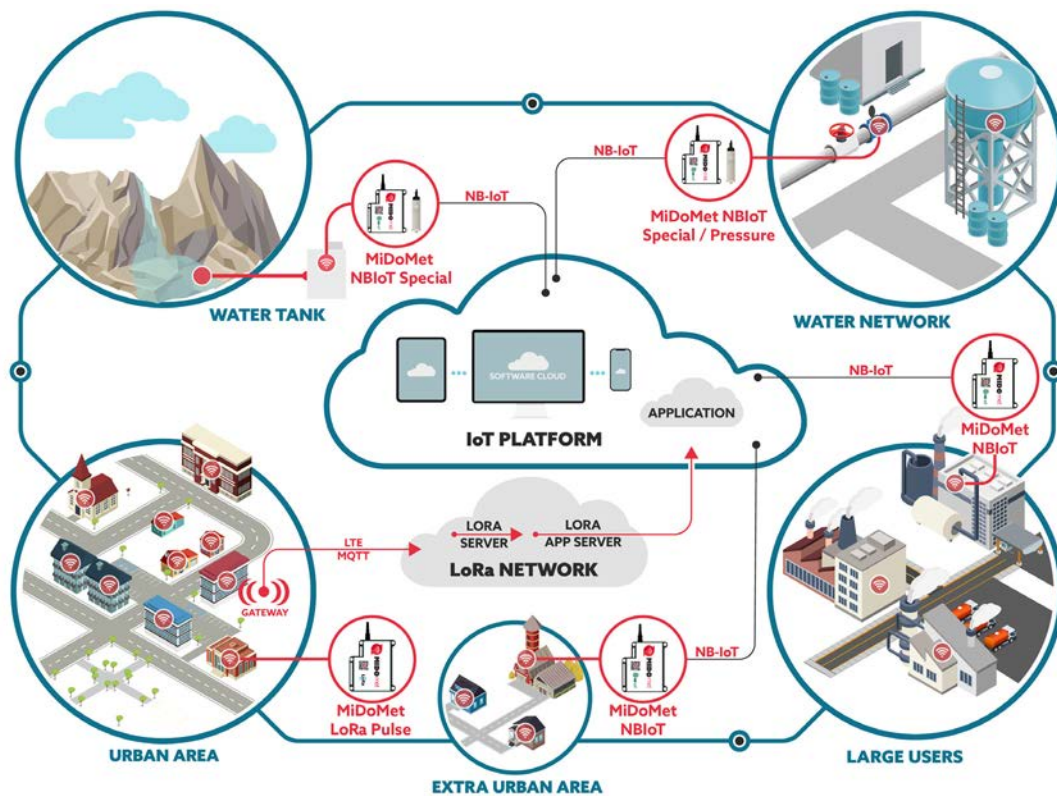 NB-IoT
MiDoMet
NBIoT Special
WATER TANK
NB-IoT
MiDoMet NBIoT
Special / Pressure
WATER NETWORK
SOFTWARE CLOUD
APPLICATION
IoT PLATFORM
NB-IoT
MiDoMet
NBIoT
LTE
MQTT
LORA
SERVER
LORA
APP SERVER
LoRa NETWORK
GATEWAY
MiDoMet
LoRa Pulse
URBAN AREA
NB-IoT
MiDoMet
NBIoT
EXTRA URBAN AREA
LARGE USERS